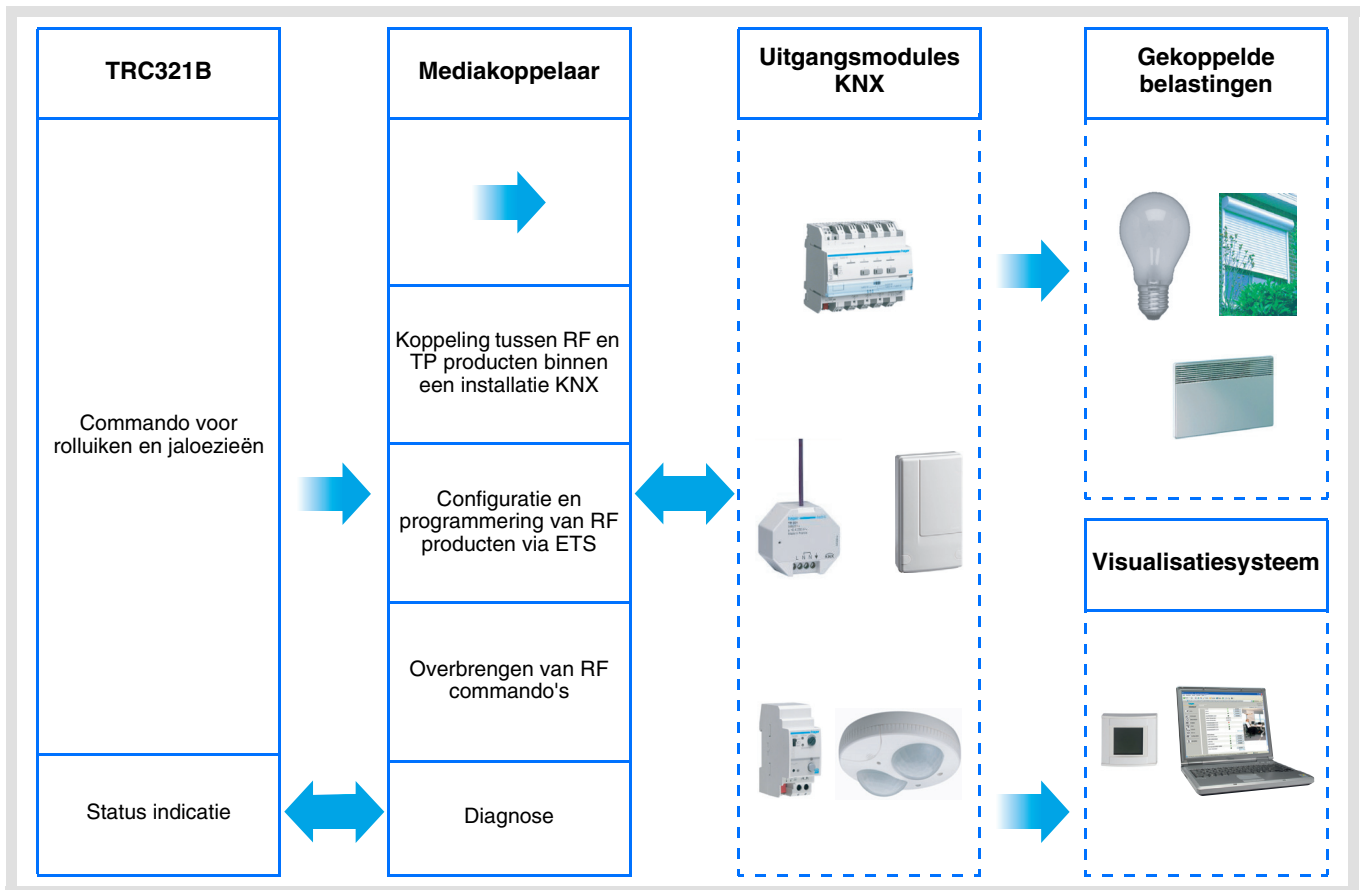 TRC321B
Commando voor
rolluiken en jaloezieën
Status indicatie
Mediakoppelaar
Koppeling tussen RF en
TP producten binnen
een installatie KNX
Configuratie en
programmering van RF
producten via ETS
Overbrengen van RF
commando's
Diagnose
Uitgangsmodules
KNX
Gekoppelde
belastingen
Visualisatiesysteem